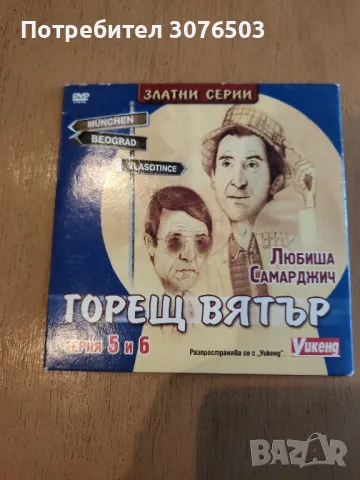 Потребител 3076503
DVD
ЗЛАТНИ СЕРИИ
MÜNCHEN
BEOGRAD
VLASOTINCE
ЛЮБИША
САМАРДЖИЧ
ГОРЕЩ ВЯТЪР
СЕРИЯ 5 И 6
Разпространява се с „Уикенд".
Уикенд
BAZAR